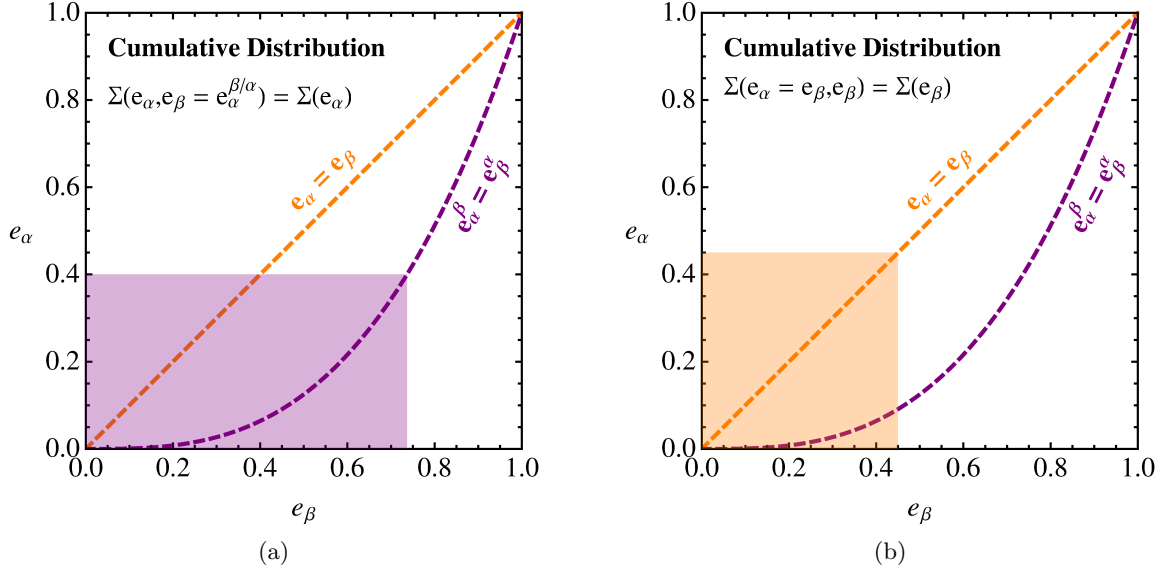 Cumulative Distribution
Σ(e_α,e_β = e_α^{β/α}) = Σ(e_α)
e_α = e_β
e_α^β = e_β^α
e_α
1.0
0.8
0.6
0.4
0.2
0.0
0.0 0.2 0.4 0.6 0.8 1.0
e_β
(a)
Cumulative Distribution
Σ(e_α = e_β,e_β) = Σ(e_β)
e_α = e_β
e_α^β = e_β^α
e_α
1.0
0.8
0.6
0.4
0.2
0.0
0.0 0.2 0.4 0.6 0.8 1.0
e_β
(b)